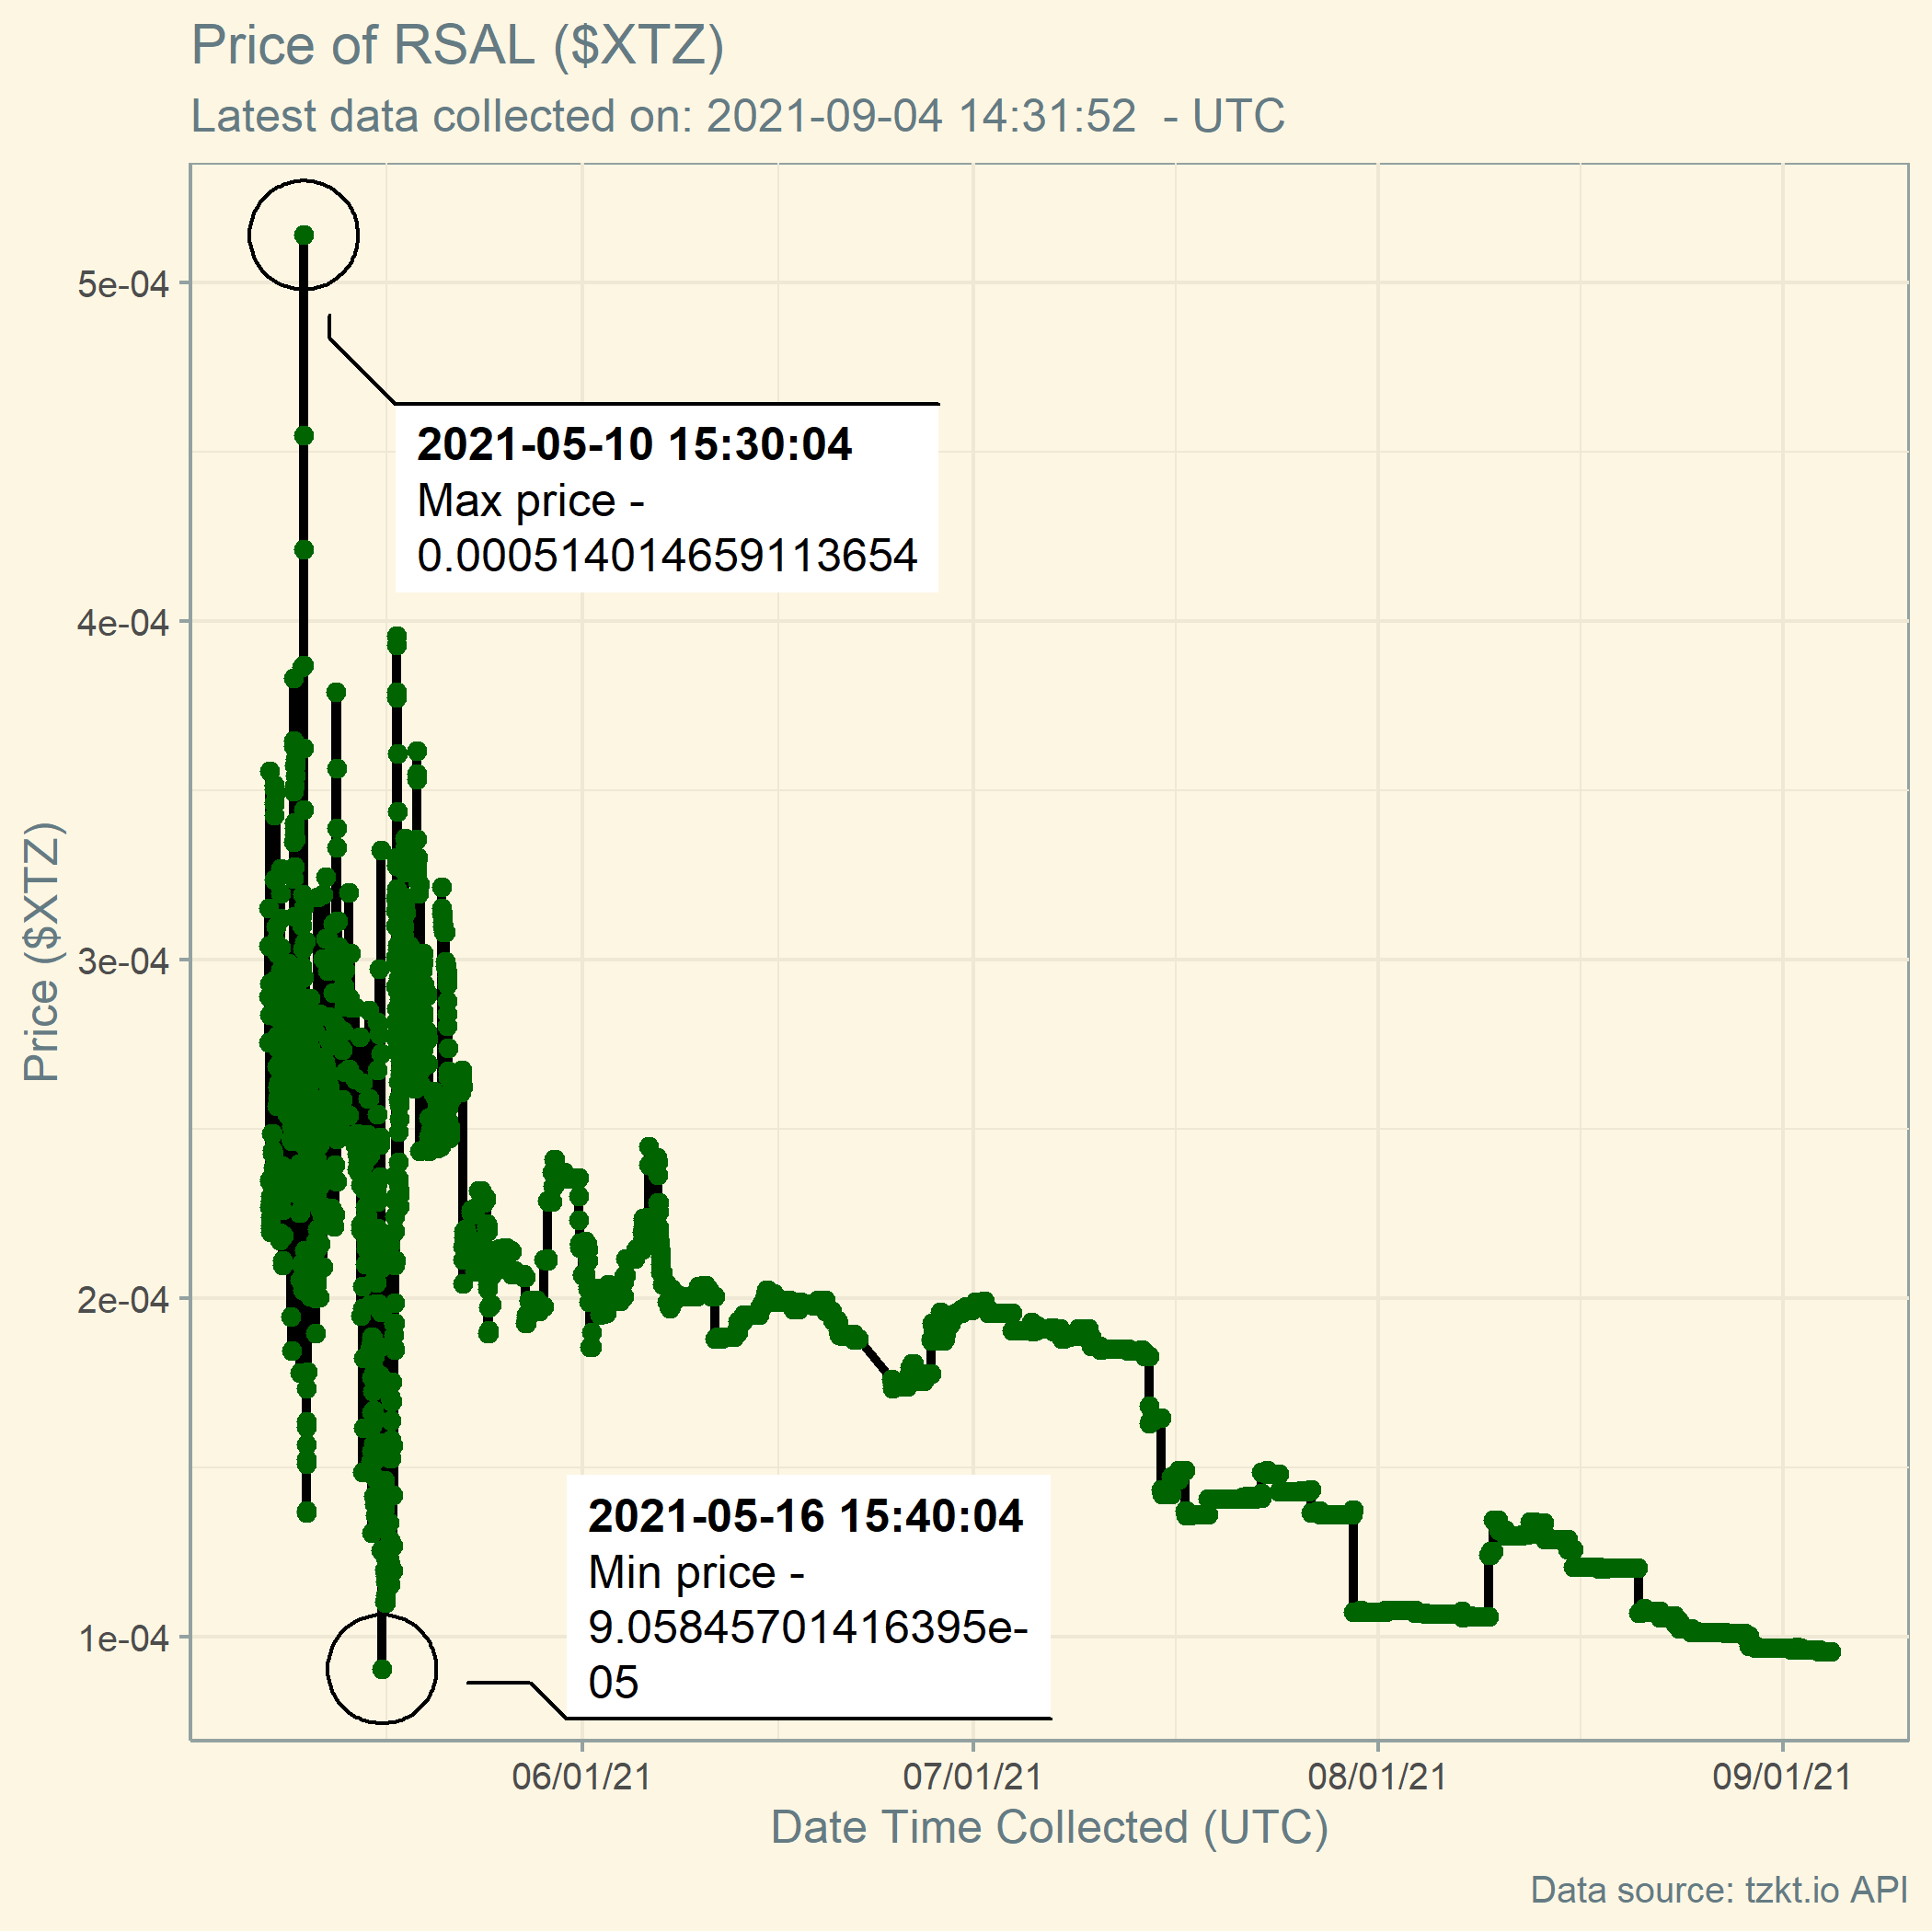 Price of RSAL ($XTZ)
Latest data collected on: 2021-09-04 14:31:52  - UTC
Price ($XTZ)
5e-04
4e-04
3e-04
2e-04
1e-04
2021-05-10 15:30:04
Max price -
0.000514014659113654
2021-05-16 15:40:04
Min price -
9.05845701416395e-
05
06/01/21
07/01/21
08/01/21
09/01/21
Date Time Collected (UTC)
Data source: tzkt.io API